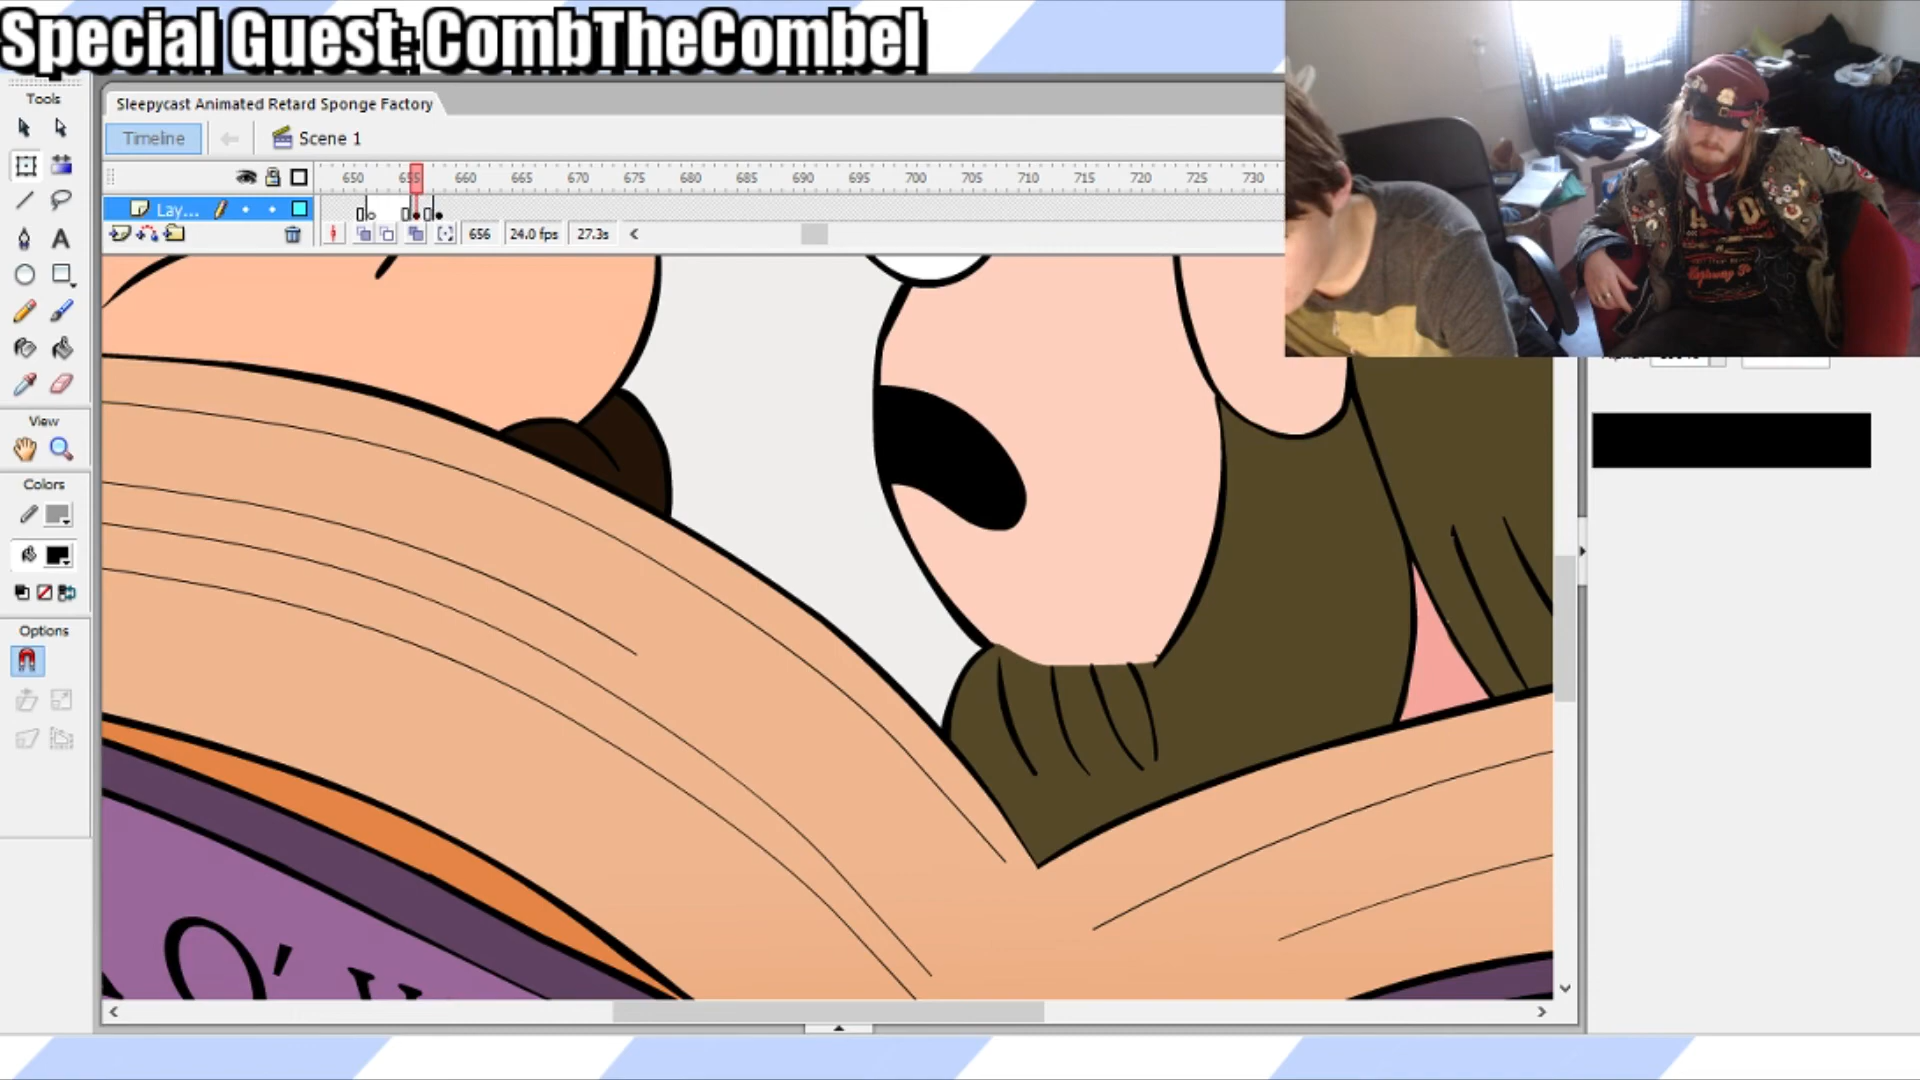 Special Guest: CombTheCombel
Tools
Sleepycast Animated Retard Sponge Factory
Timeline
Scene 1
650 655 660 665 670 675 680 685 690 695 700 705 710 715 720 725 730
Lay...
656 24.0 fps 27.3s
View
Colors
Options
O'